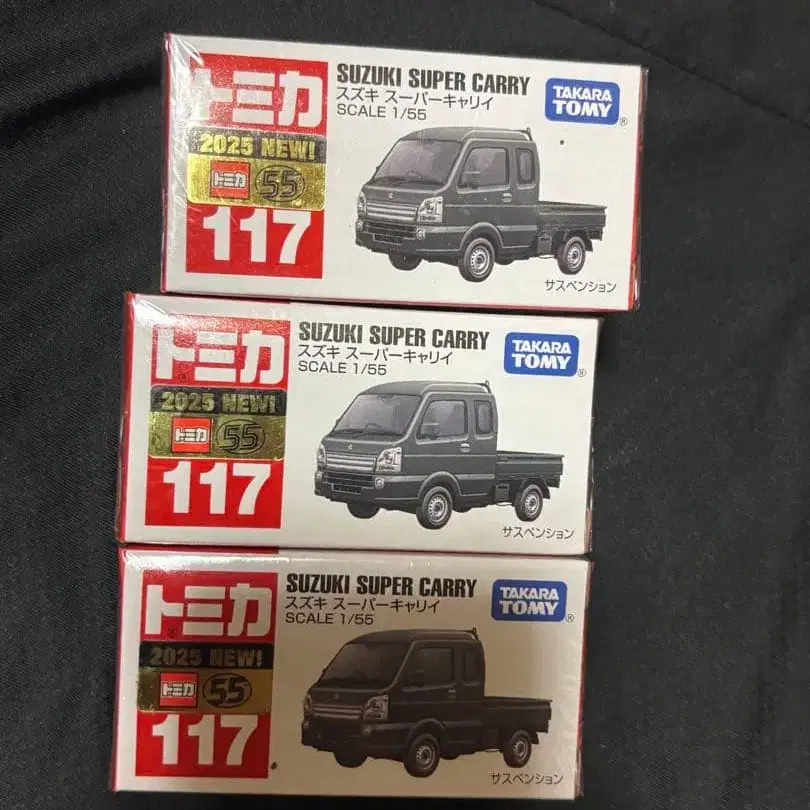 トミカ
®
2025 NEW!
トミカ 55
117
SUZUKI SUPER CARRY
スズキ スーパーキャリイ
SCALE 1/55
TAKARA
TOMY®
サスペンション
トミカ
®
2025 NEW!
トミカ 55
117
SUZUKI SUPER CARRY
スズキ スーパーキャリイ
SCALE 1/55
TAKARA
TOMY®
サスペンション
トミカ
®
2025 NEW!
トミカ 55
117
SUZUKI SUPER CARRY
スズキ スーパーキャリイ
SCALE 1/55
TAKARA
TOMY®
サスペンション